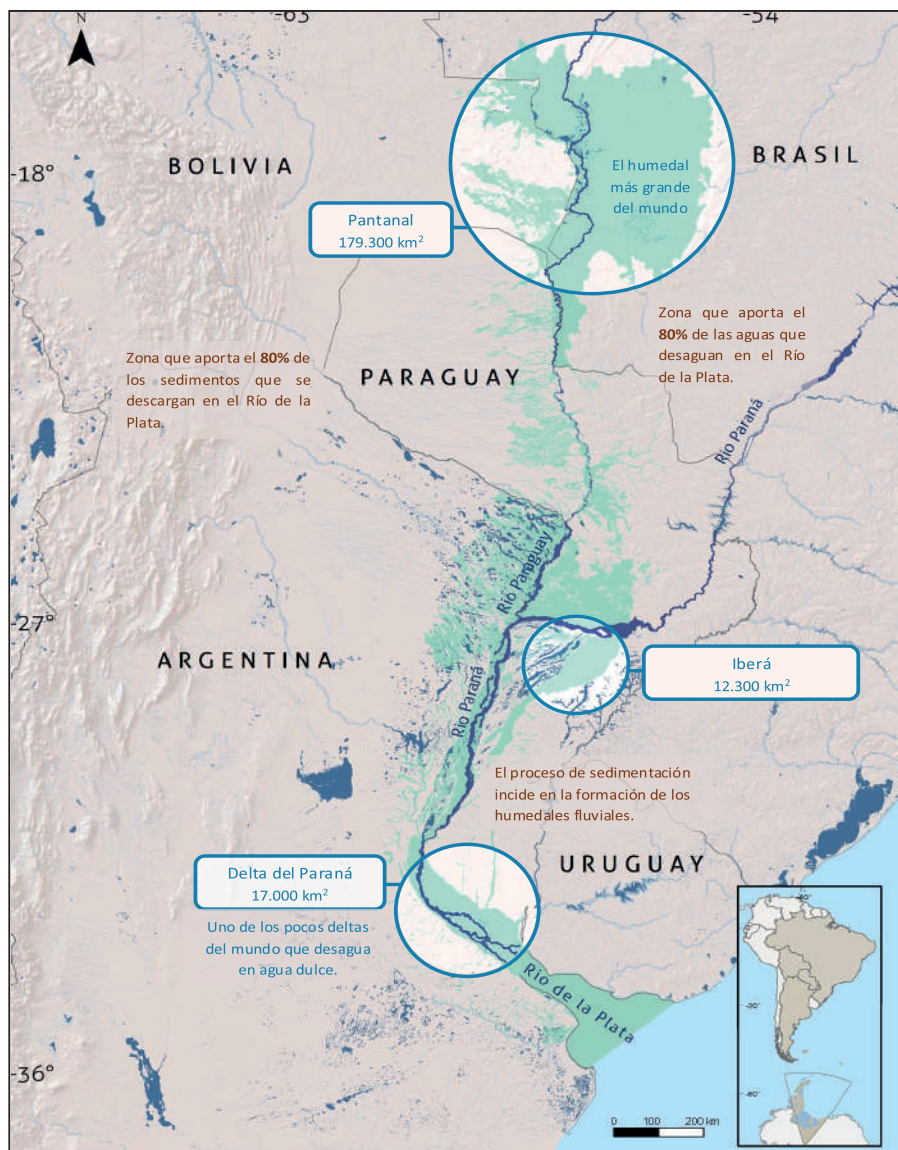 -63
-54
N
BOLIVIA
BRASIL
-18°
El humedal
más grande
del mundo
Pantanal
179.300 km²
Zona que aporta el
80% de las aguas que
desaguan en el Río
de la Plata.
Zona que aporta el 80% de
los sedimentos que se
descargan en el Río de la
Plata.
PARAGUAY
Río Paraná
Río Paraguay
-27°
ARGENTINA
Iberá
12.300 km²
Río Paraná
El proceso de sedimentación
incide en la formación de los
humedales fluviales.
URUGUAY
Delta del Paraná
17.000 km²
Uno de los pocos deltas
del mundo que desagua
en agua dulce.
Río de la Plata
-36°
0 100 200 km
0°
-30°
-60°